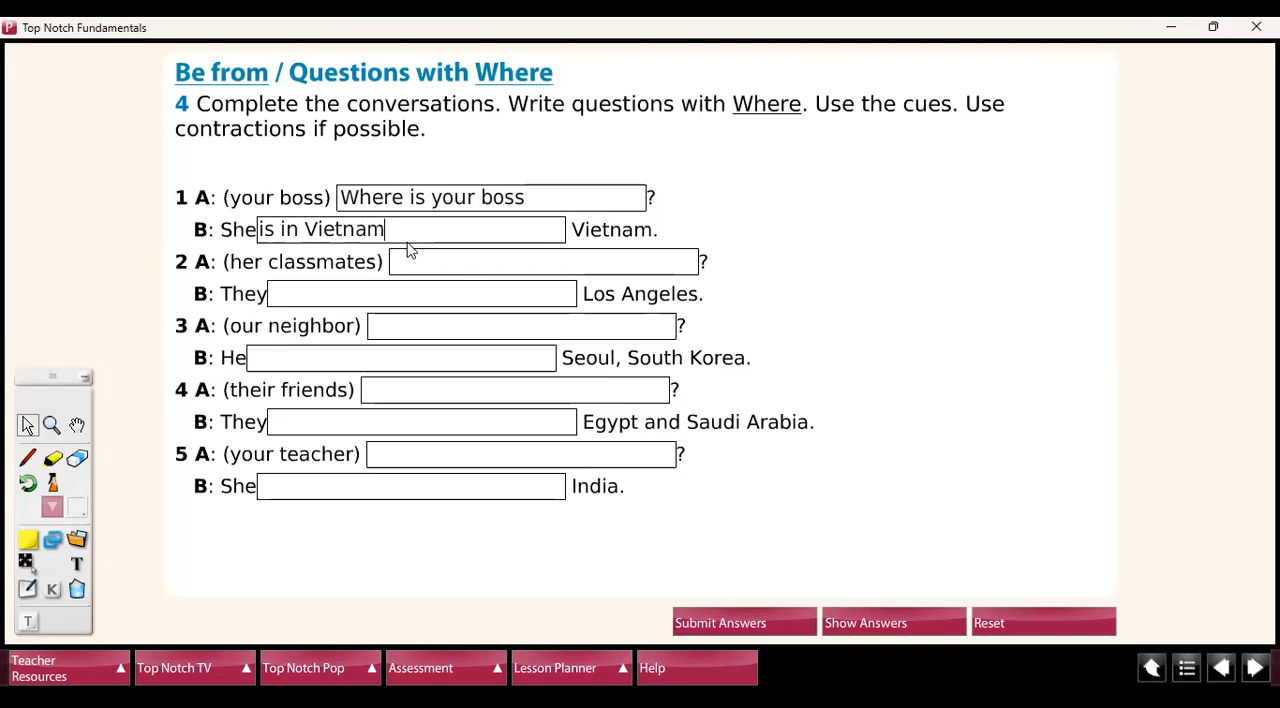 Top Notch Fundamentals
Be from / Questions with Where
4 Complete the conversations. Write questions with Where. Use the cues. Use
contractions if possible.
1 A: (your boss) Where is your boss ?
B: She is in Vietnam Vietnam.
2 A: (her classmates) ?
B: They Los Angeles.
3 A: (our neighbor) ?
B: He Seoul, South Korea.
4 A: (their friends) ?
B: They Egypt and Saudi Arabia.
5 A: (your teacher) ?
B: She India.
T
K
T
Submit Answers Show Answers Reset
Teacher
Resources Top Notch TV Top Notch Pop Assessment Lesson Planner Help